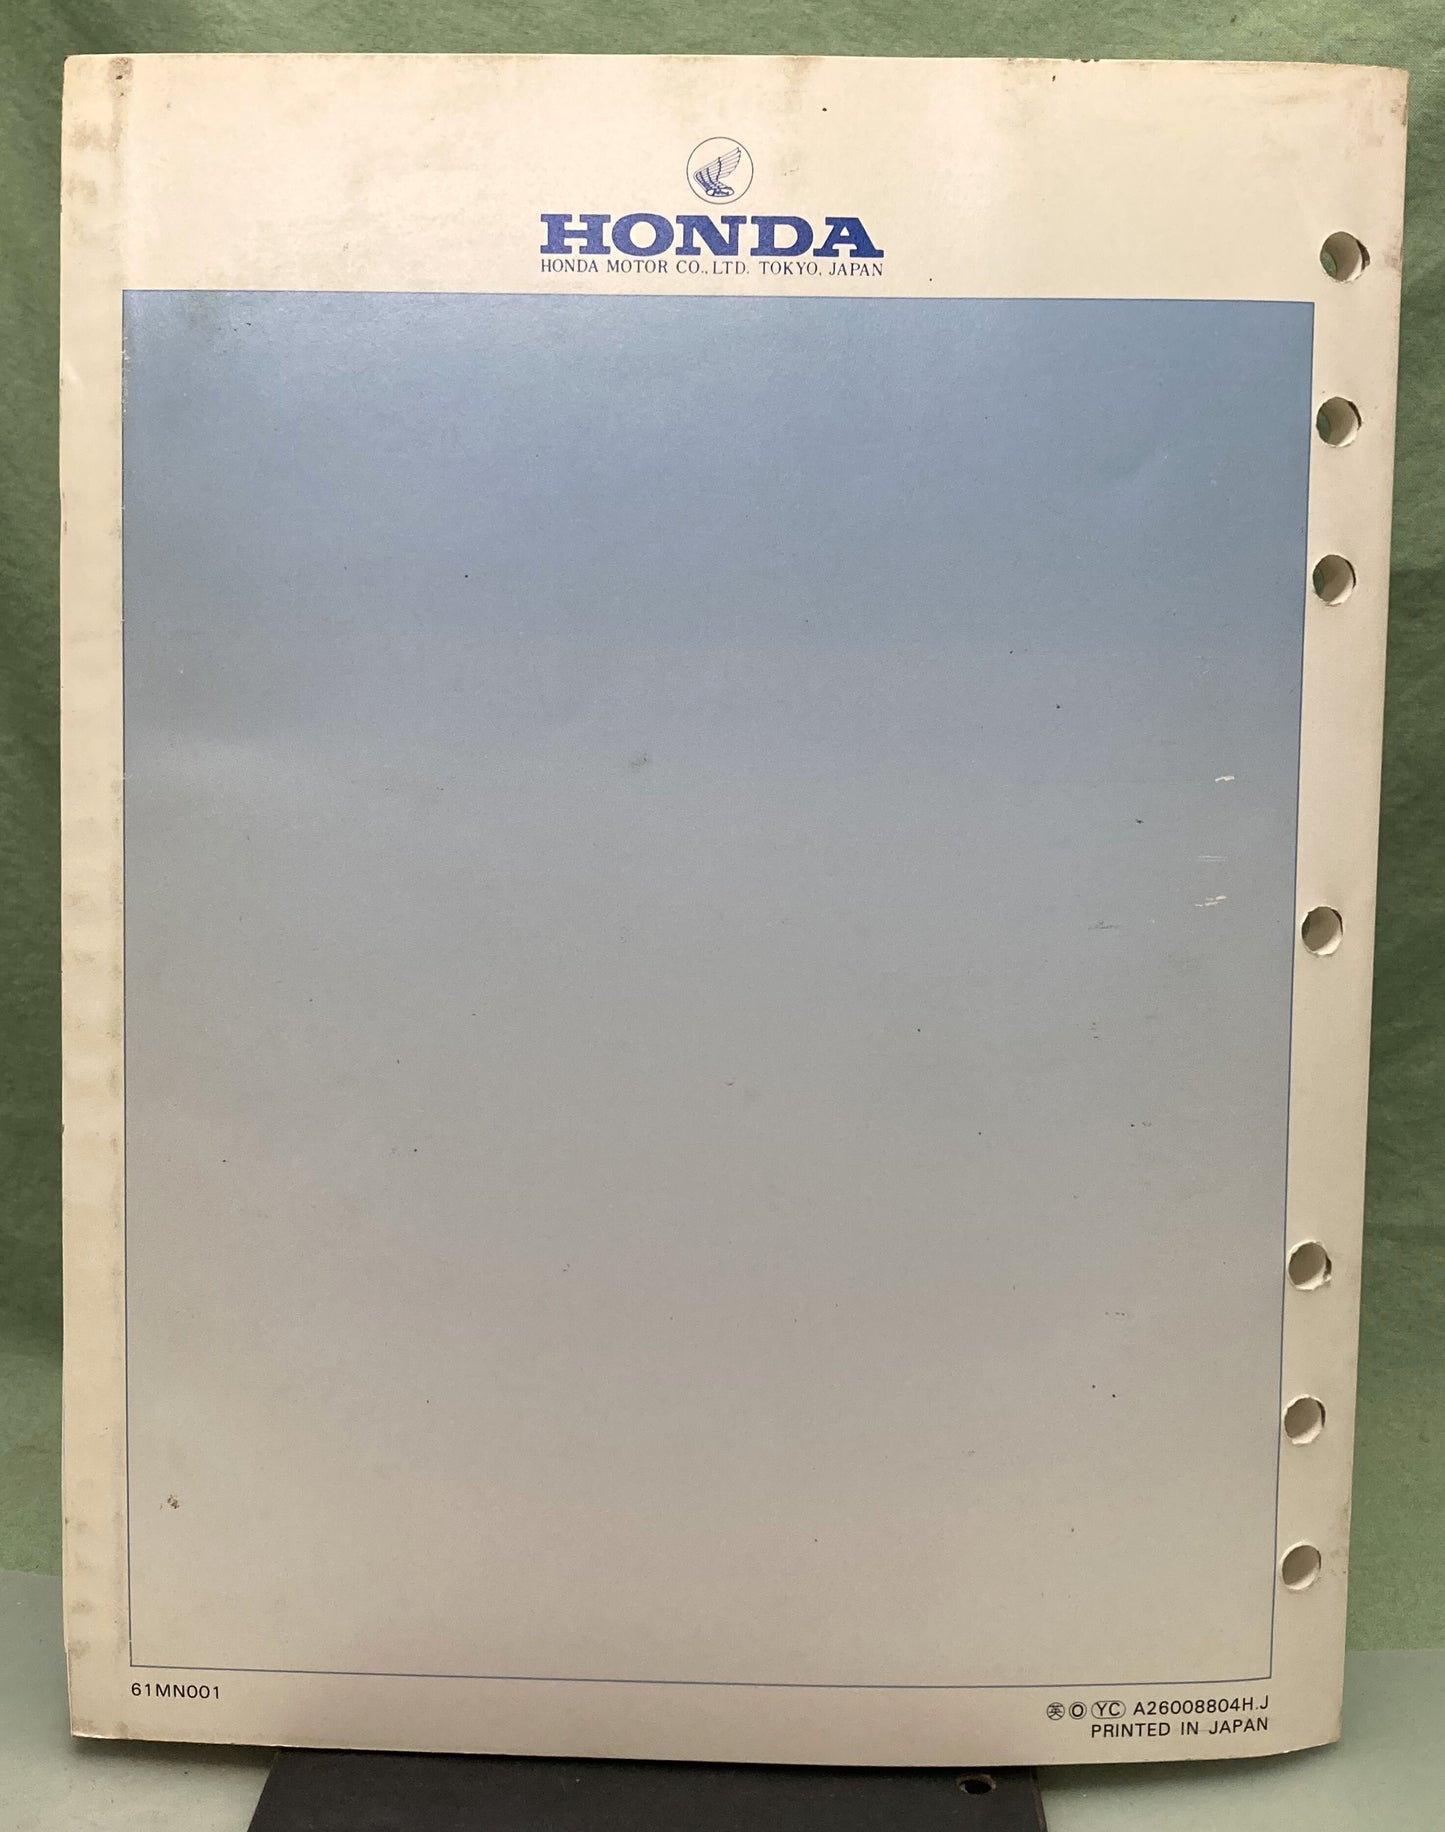 HONDA
HONDA MOTOR CO., LTD. TOKYO, JAPAN
61MN001
英 O YC A26008804H.J
PRINTED IN JAPAN